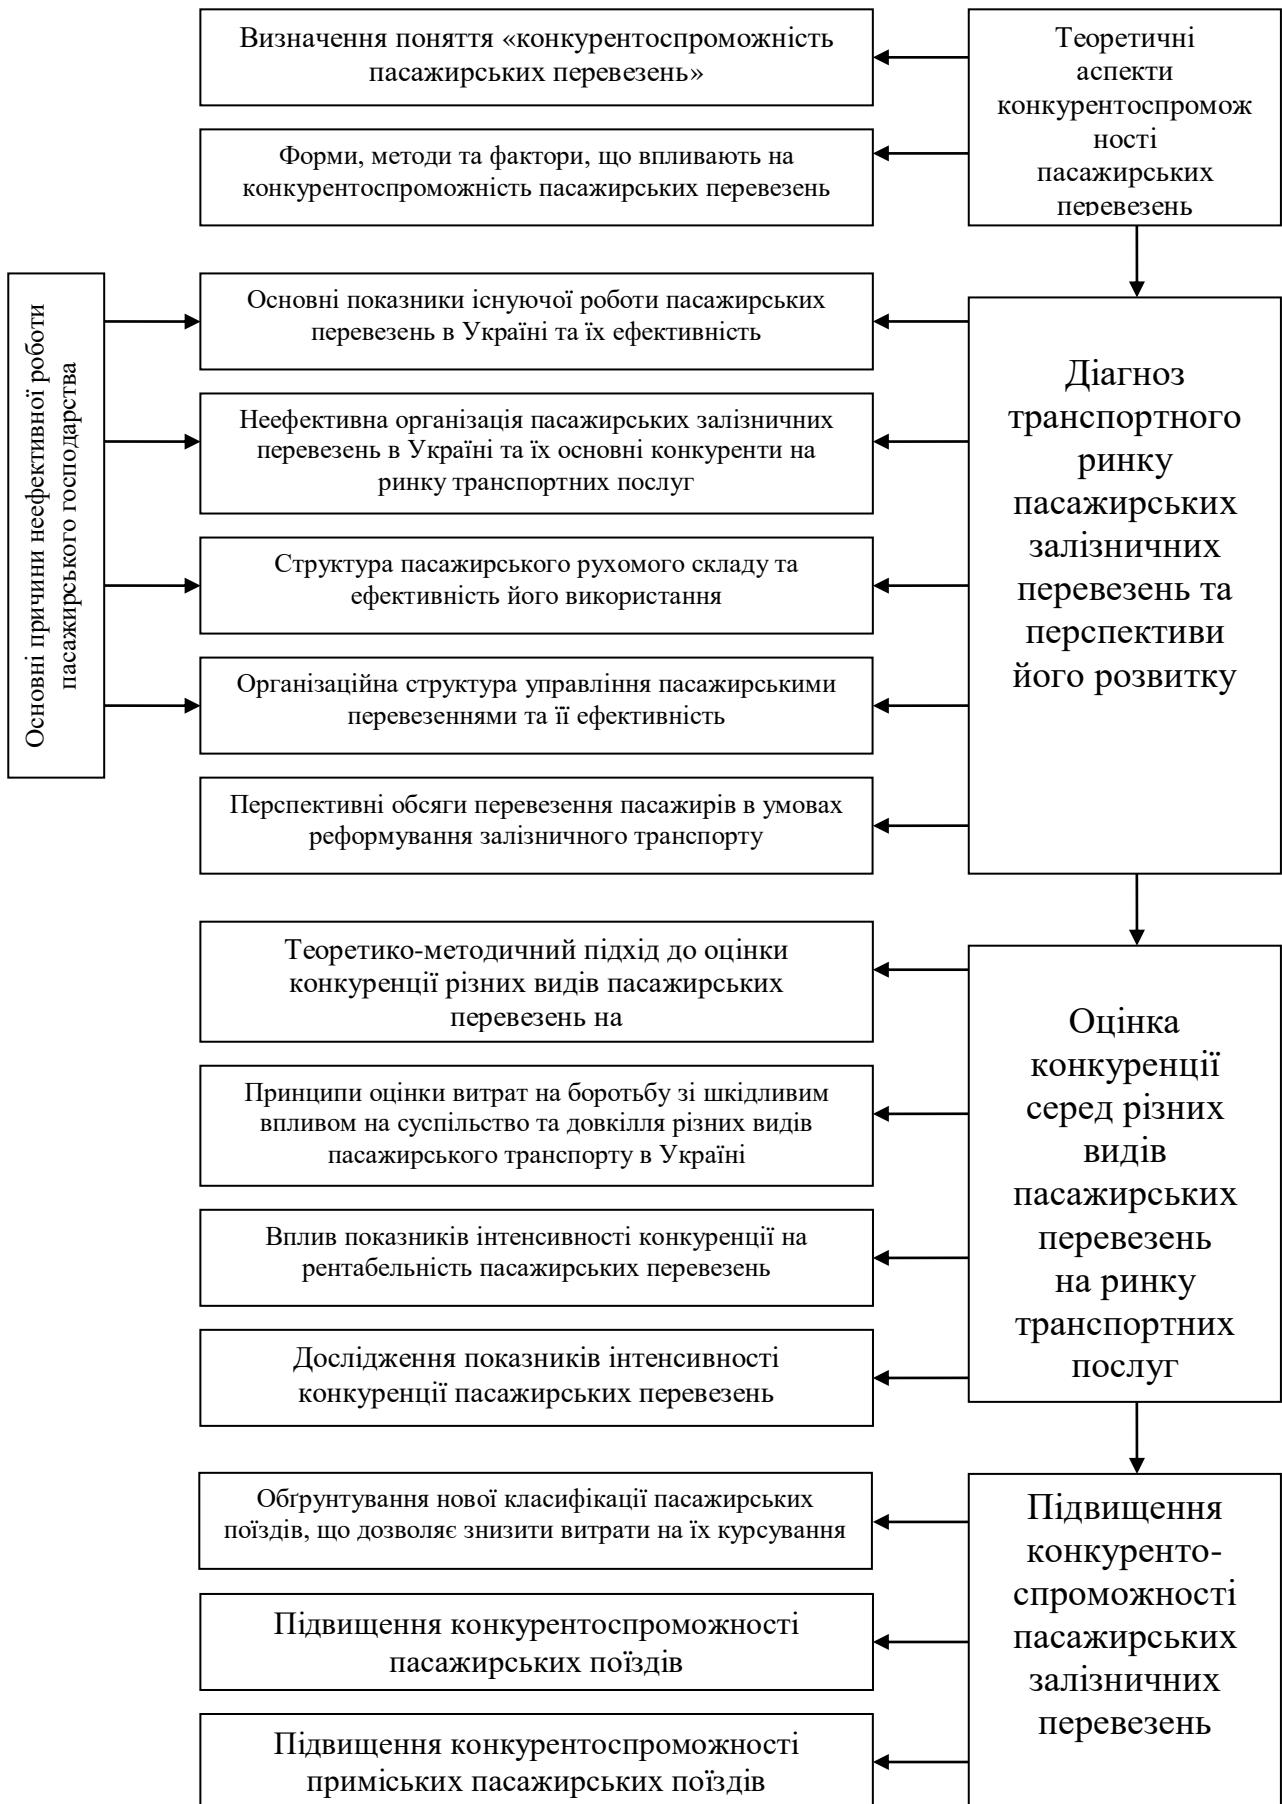 Визначення поняття «конкурентоспроможність
пасажирських перевезень»
Форми, методи та фактори, що впливають на
конкурентоспроможність пасажирських перевезень
Теоретичні
аспекти
конкурентоспромож
ності
пасажирських
перевезень
Основні причини неефективної роботи
пасажирського господарства
Основні показники існуючої роботи пасажирських
перевезень в Україні та їх ефективність
Неефективна організація пасажирських залізничних
перевезень в Україні та їх основні конкуренти на
ринку транспортних послуг
Структура пасажирського рухомого складу та
ефективність його використання
Організаційна структура управління пасажирськими
перевезеннями та її ефективність
Перспективні обсяги перевезення пасажирів в умовах
реформування залізничного транспорту
Діагноз
транспортного
ринку
пасажирських
залізничних
перевезень та
перспективи
його розвитку
Теоретико-методичний підхід до оцінки
конкуренції різних видів пасажирських
перевезень на
Принципи оцінки витрат на боротьбу зі шкідливим
впливом на суспільство та довкілля різних видів
пасажирського транспорту в Україні
Вплив показників інтенсивності конкуренції на
рентабельність пасажирських перевезень
Дослідження показників інтенсивності
конкуренції пасажирських перевезень
Оцінка
конкуренції
серед різних
видів
пасажирських
перевезень
на ринку
транспортних
послуг
Обґрунтування нової класифікації пасажирських
поїздів, що дозволяє знизити витрати на їх курсування
Підвищення конкурентоспроможності
пасажирських поїздів
Підвищення конкурентоспроможності
приміських пасажирських поїздів
Підвищення
конкуренто-
спроможності
пасажирських
залізничних
перевезень